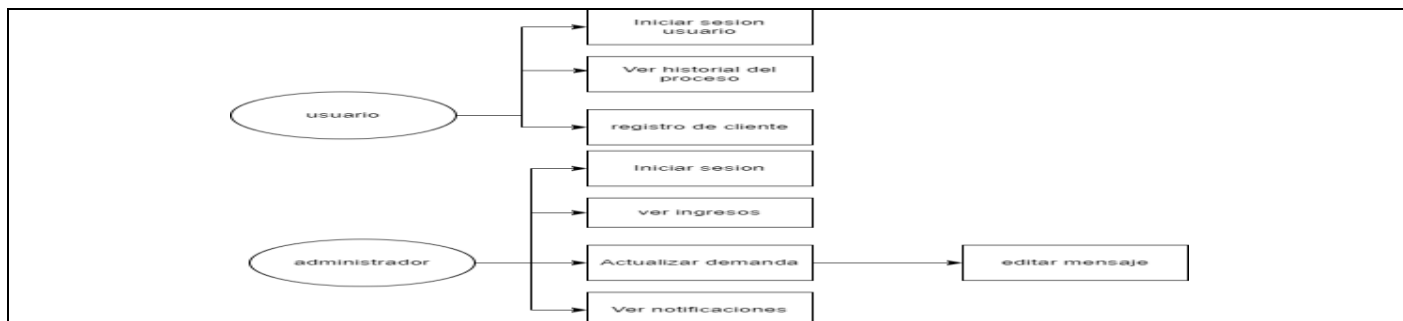 Iniciar sesion
usuario
Ver historial del
proceso
usuario
registro de cliente
Iniciar sesion
ver ingresos
administrador
Actualizar demanda
editar mensaje
Ver notificaciones